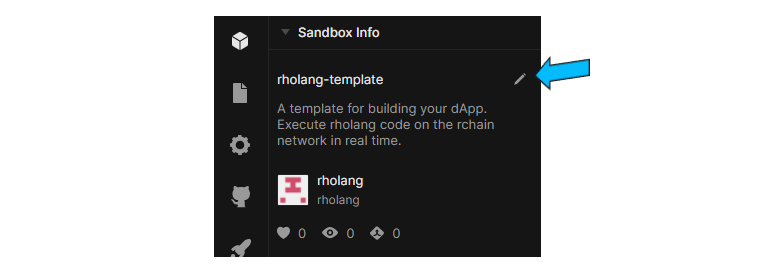 Sandbox Info
rholang-template
A template for building your dApp.
Execute rholang code on the rchain
network in real time.
rholang
rholang
0 0 0